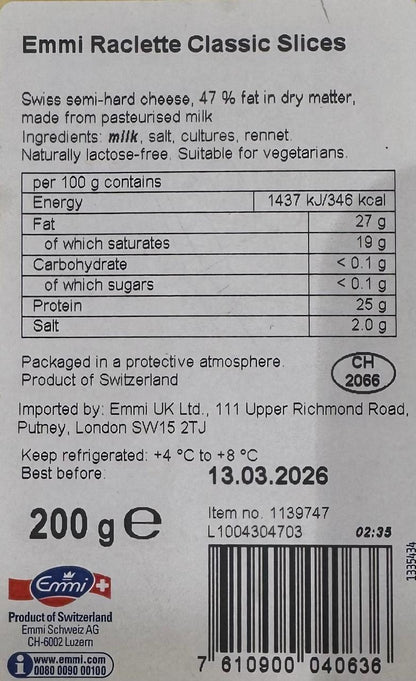 Emmi Raclette Classic Slices
Swiss semi-hard cheese, 47 % fat in dry matter,
made from pasteurised milk
Ingredients: milk, salt, cultures, rennet.
Naturally lactose-free. Suitable for vegetarians.
per 100 g contains
Energy 1437 kJ/346 kcal
Fat 27 g
of which saturates 19 g
Carbohydrate < 0.1 g
of which sugars < 0.1 g
Protein 25 g
Salt 2.0 g
Packaged in a protective atmosphere.
Product of Switzerland
CH
2066
Imported by: Emmi UK Ltd., 111 Upper Richmond Road,
Putney, London SW15 2TJ
Keep refrigerated: +4 °C to +8 °C
Best before: 13.03.2026
200 g e
Item no. 1139747
L1004304703 02:35
1335434
Emmi
Product of Switzerland
Emmi Schweiz AG
CH-6002 Luzern
i www.emmi.com
0080 0090 00100
7 610900 040636